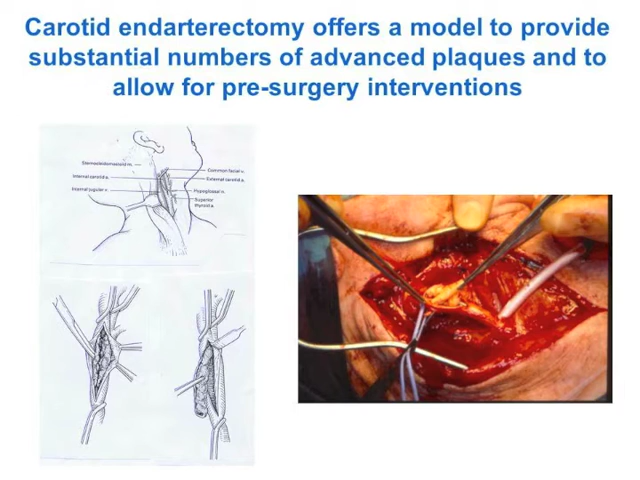 Carotid endarterectomy offers a model to provide
substantial numbers of advanced plaques and to
allow for pre-surgery interventions
Sternocleidomastoid m.
Common facial v.
Internal carotid a.
External carotid a.
Internal jugular v.
Hypoglossal n.
Superior
thyroid a.